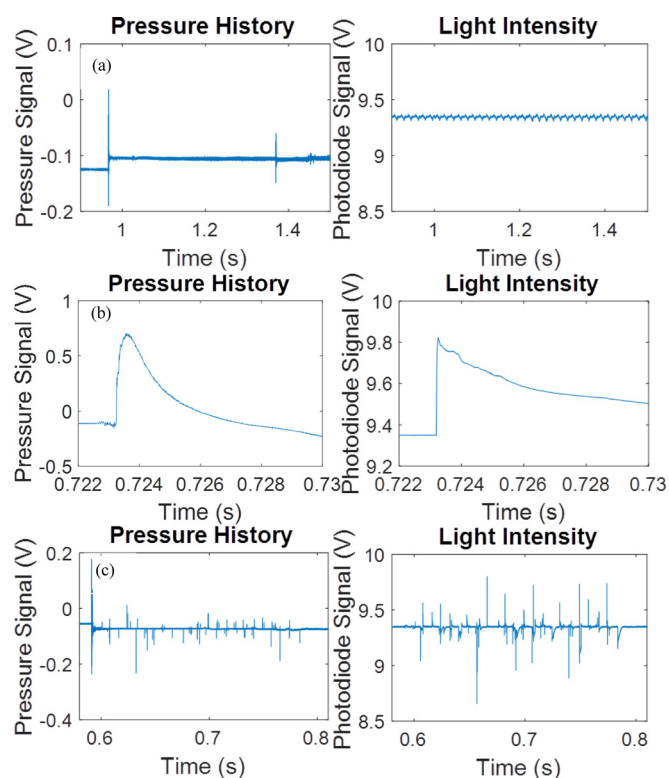 Pressure History
Light Intensity
Pressure Signal (V)
0.1
0
-0.1
-0.2
(a)
1
1.2
1.4
Time (s)
Photodiode Signal (V)
10
9.5
9
8.5
1
1.2
1.4
Time (s)
Pressure History
Light Intensity
Pressure Signal (V)
1
0.5
0
-0.5
(b)
0.722
0.724
0.726
0.728
0.73
Time (s)
Photodiode Signal (V)
10
9.8
9.6
9.4
9.2
0.722
0.724
0.726
0.728
0.73
Time (s)
Pressure History
Light Intensity
Pressure Signal (V)
0.2
0
-0.2
-0.4
(c)
0.6
0.7
0.8
Time (s)
Photodiode Signal (V)
10
9.5
9
8.5
0.6
0.7
0.8
Time (s)